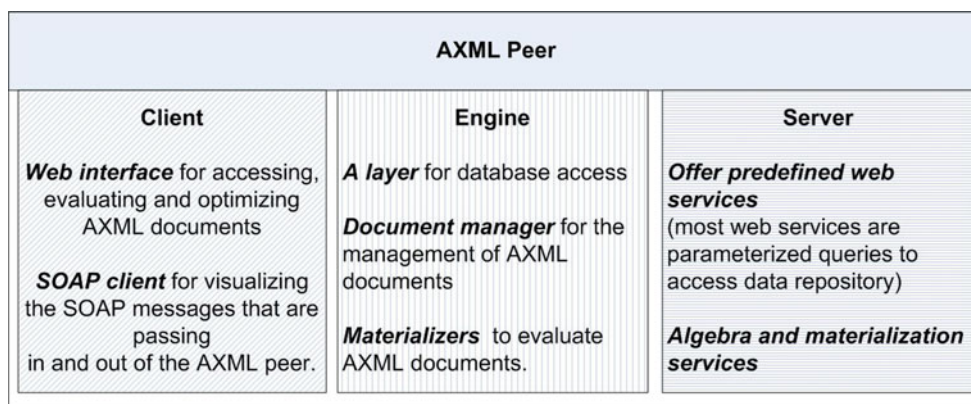 AXML Peer
Client
Web interface for accessing,
evaluating and optimizing
AXML documents
SOAP client for visualizing
the SOAP messages that are
passing
in and out of the AXML peer.
Engine
A layer for database access
Document manager for the
management of AXML
documents
Materializers to evaluate
AXML documents.
Server
Offer predefined web
services
(most web services are
parameterized queries to
access data repository)
Algebra and materialization
services